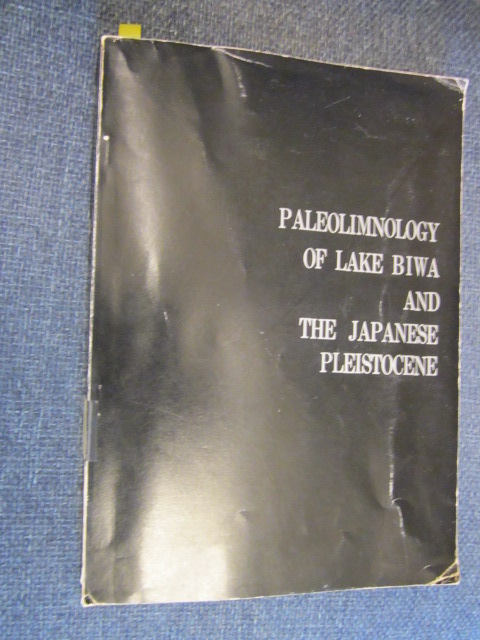 PALEOLIMNOLOGY
OF LAKE BIWA
AND
THE JAPANESE
PLEISTOCENE